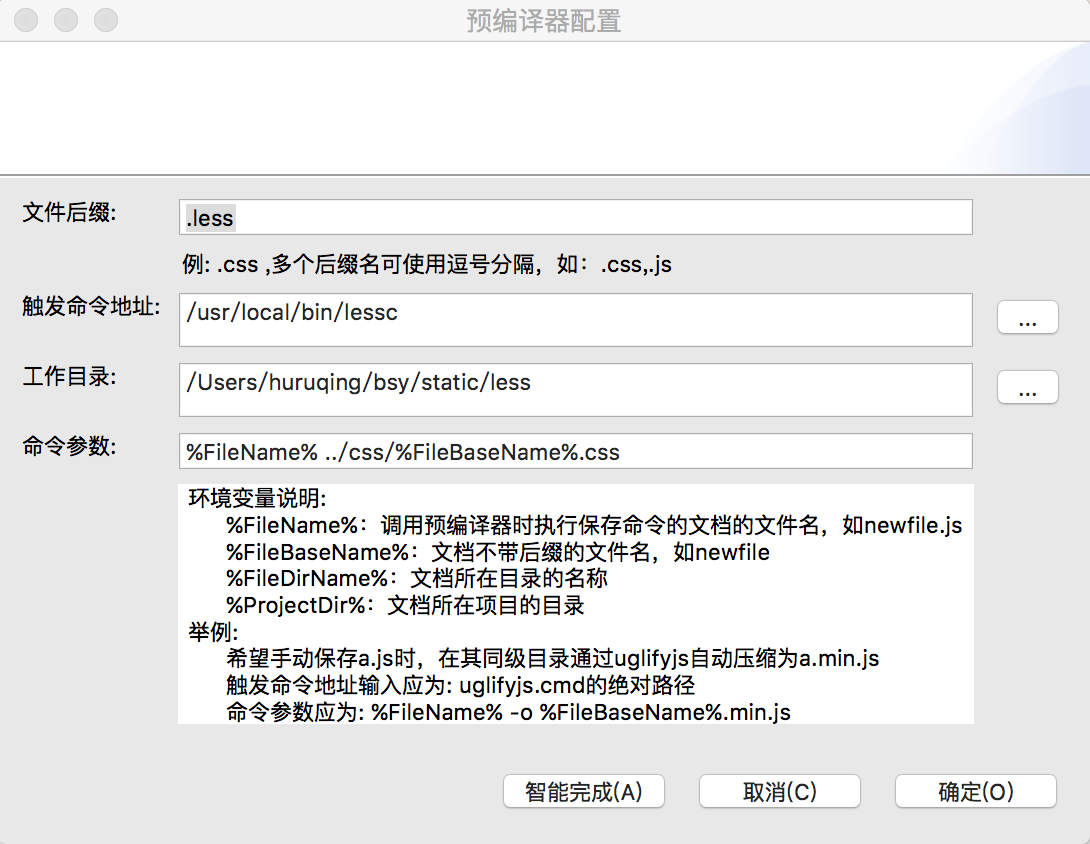 预编译器配置
文件后缀:
.less
例: .css ,多个后缀名可使用逗号分隔，如：.css,.js
触发命令地址:
/usr/local/bin/lessc
...
工作目录:
/Users/huruqing/bsy/static/less
...
命令参数:
%FileName% ../css/%FileBaseName%.css
环境变量说明:
%FileName%：调用预编译器时执行保存命令的文档的文件名，如newfile.js
%FileBaseName%：文档不带后缀的文件名，如newfile
%FileDirName%：文档所在目录的名称
%ProjectDir%：文档所在项目的目录
举例:
希望手动保存a.js时，在其同级目录通过uglifyjs自动压缩为a.min.js
触发命令地址输入应为: uglifyjs.cmd的绝对路径
命令参数应为: %FileName% -o %FileBaseName%.min.js
智能完成(A)
取消(C)
确定(O)